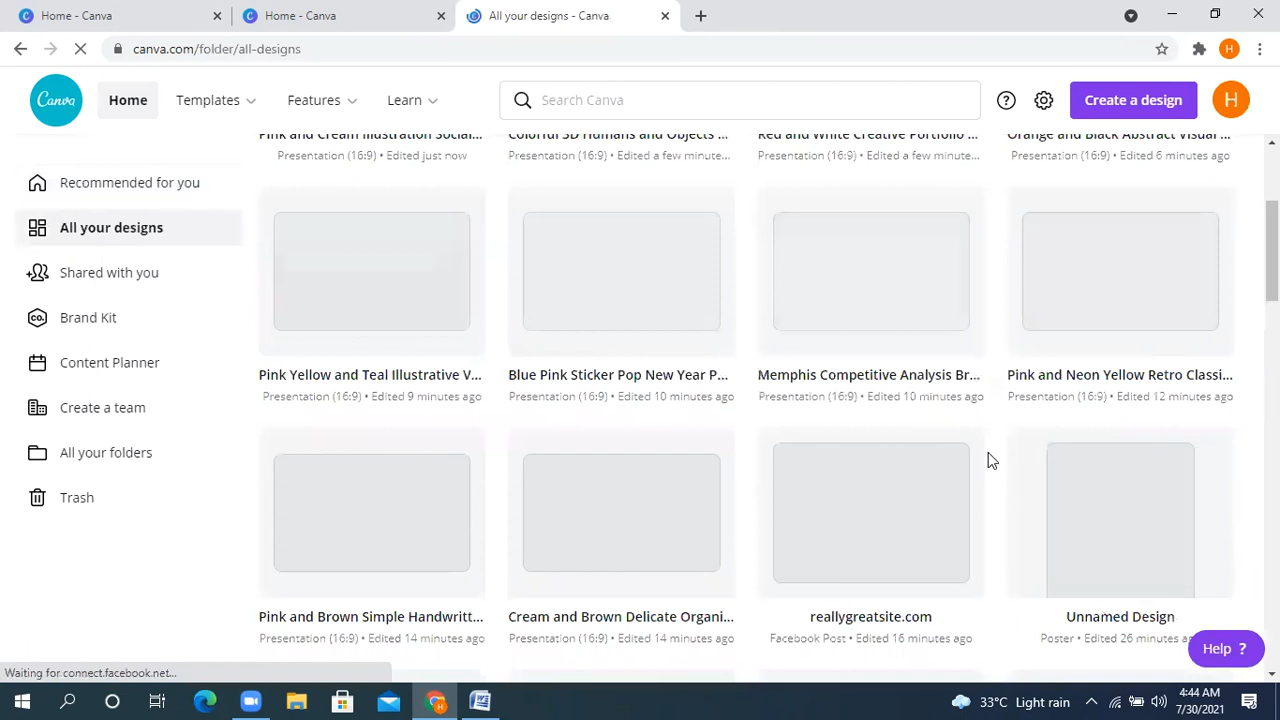 Home - Canva
Home - Canva
All your designs - Canva
canva.com/folder/all-designs
Canva
Home
Templates
Features
Learn
Search Canva
Create a design
H
Pink and Cream Illustration Social...
Colorful 3D Humans and Objects ...
Red and White Creative Portfolio ...
Orange and Black Abstract Visual ...
Presentation (16:9) • Edited just now
Presentation (16:9) • Edited a few minute...
Presentation (16:9) • Edited a few minute...
Presentation (16:9) • Edited 6 minutes ago
Recommended for you
All your designs
Shared with you
Brand Kit
Content Planner
Create a team
All your folders
Trash
Pink Yellow and Teal Illustrative V...
Blue Pink Sticker Pop New Year P...
Memphis Competitive Analysis Br...
Pink and Neon Yellow Retro Classi...
Presentation (16:9) • Edited 9 minutes ago
Presentation (16:9) • Edited 10 minutes ago
Presentation (16:9) • Edited 10 minutes ago
Presentation (16:9) • Edited 12 minutes ago
Pink and Brown Simple Handwritt...
Cream and Brown Delicate Organi...
reallygreatsite.com
Unnamed Design
Presentation (16:9) • Edited 14 minutes ago
Presentation (16:9) • Edited 14 minutes ago
Facebook Post • Edited 16 minutes ago
Poster • Edited 26 minutes ago
Help ?
Waiting for connect.facebook.net...
33°C Light rain
4:44 AM
7/30/2021